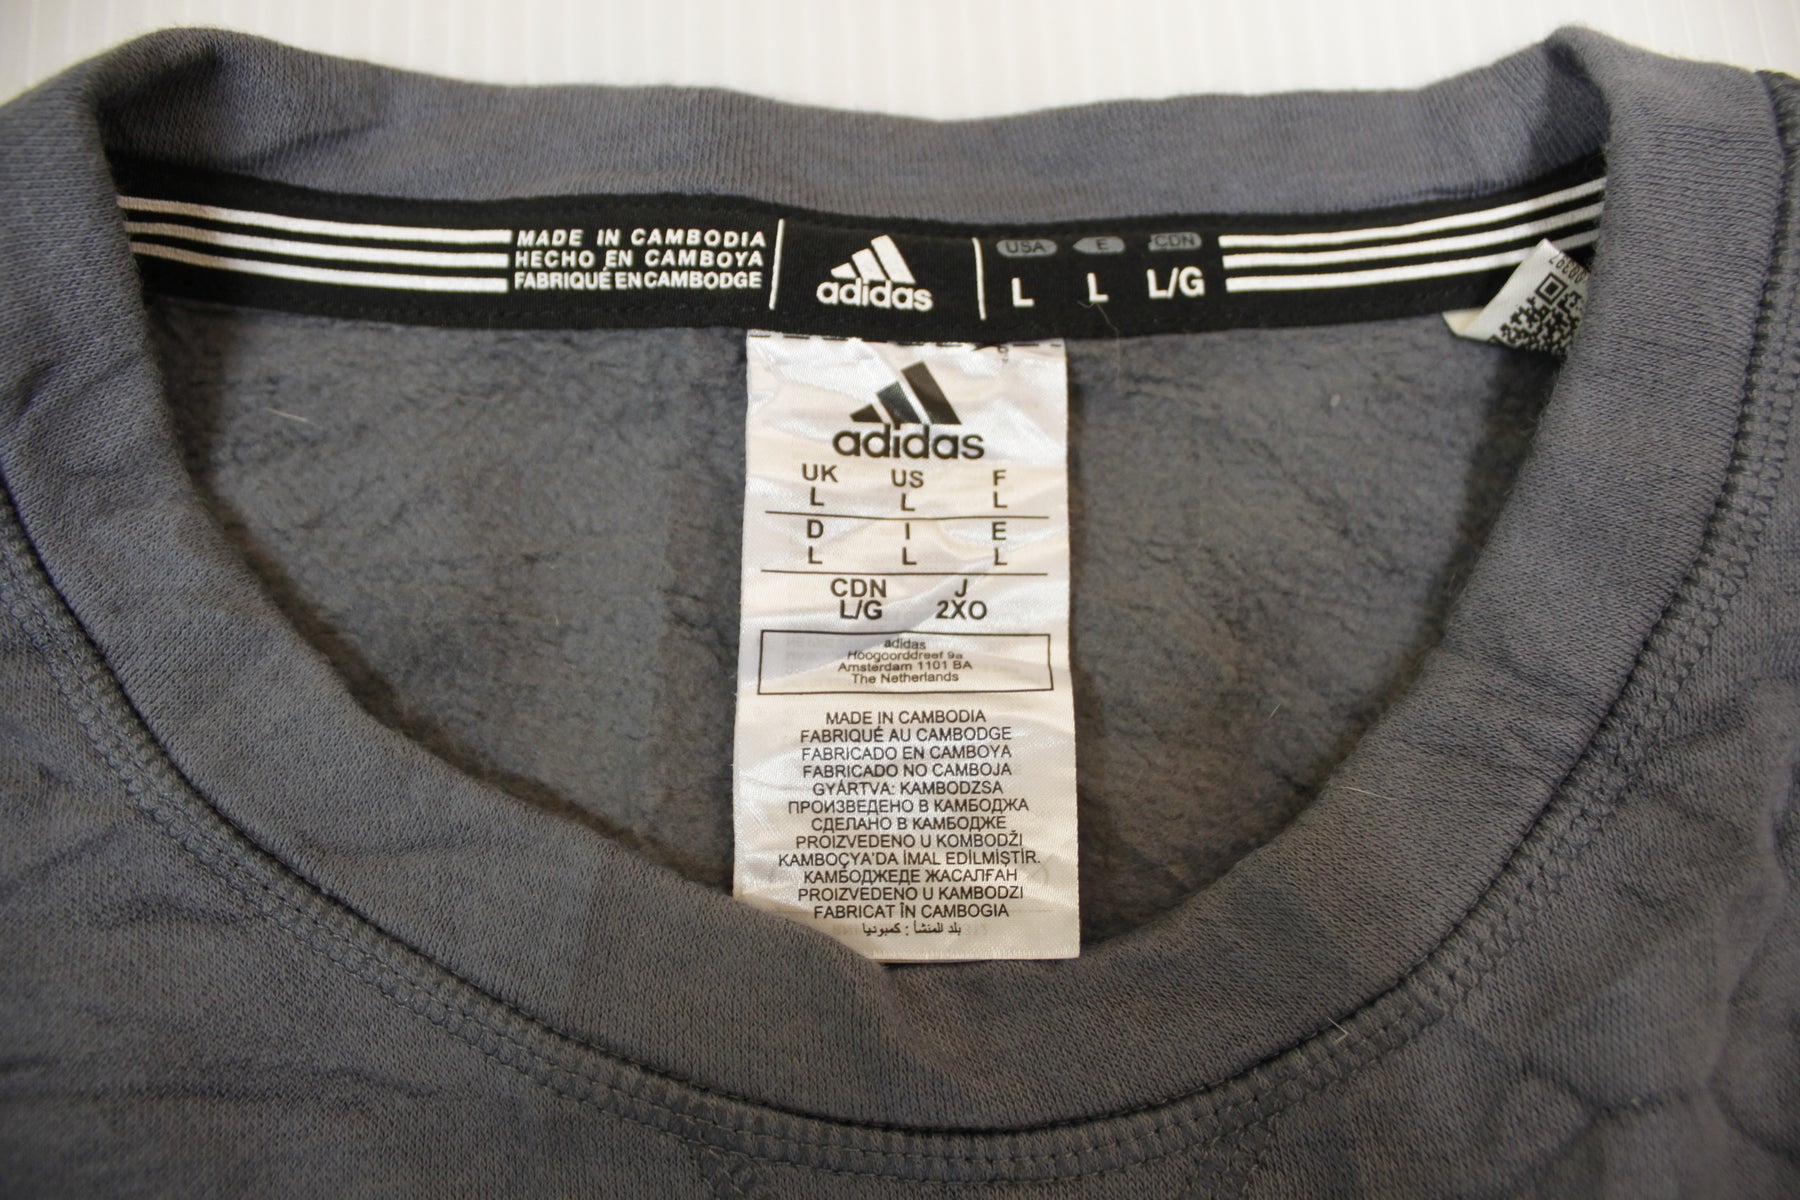 MADE IN CAMBODIA
HECHO EN CAMBOYA
FABRIQUÉ EN CAMBODGE
adidas
USA E CDN
L L L/G
adidas
UK US F
L L L
D I E
L L L
CDN J
L/G 2XO
adidas
Hoogoorddreef 9a
Amsterdam 1101 BA
The Netherlands
MADE IN CAMBODIA
FABRIQUÉ AU CAMBODGE
FABRICADO EN CAMBOYA
FABRICADO NO CAMBOJA
GYÁRTVA: KAMBODZSA
ПРОИЗВЕДЕНО В КАМБОДЖА
СДЕЛАНО В КАМБОДЖЕ
PROIZVEDENO U KOMBODŽI
KAMBOÇYA'DA İMAL EDİLMİŞTİR.
КАМБОДЖЕДЕ ЖАСАЛҒАН
PROIZVEDENO U KAMBODZI
FABRICAT ÎN CAMBOGIA
بلد المنشأ : كمبوديا